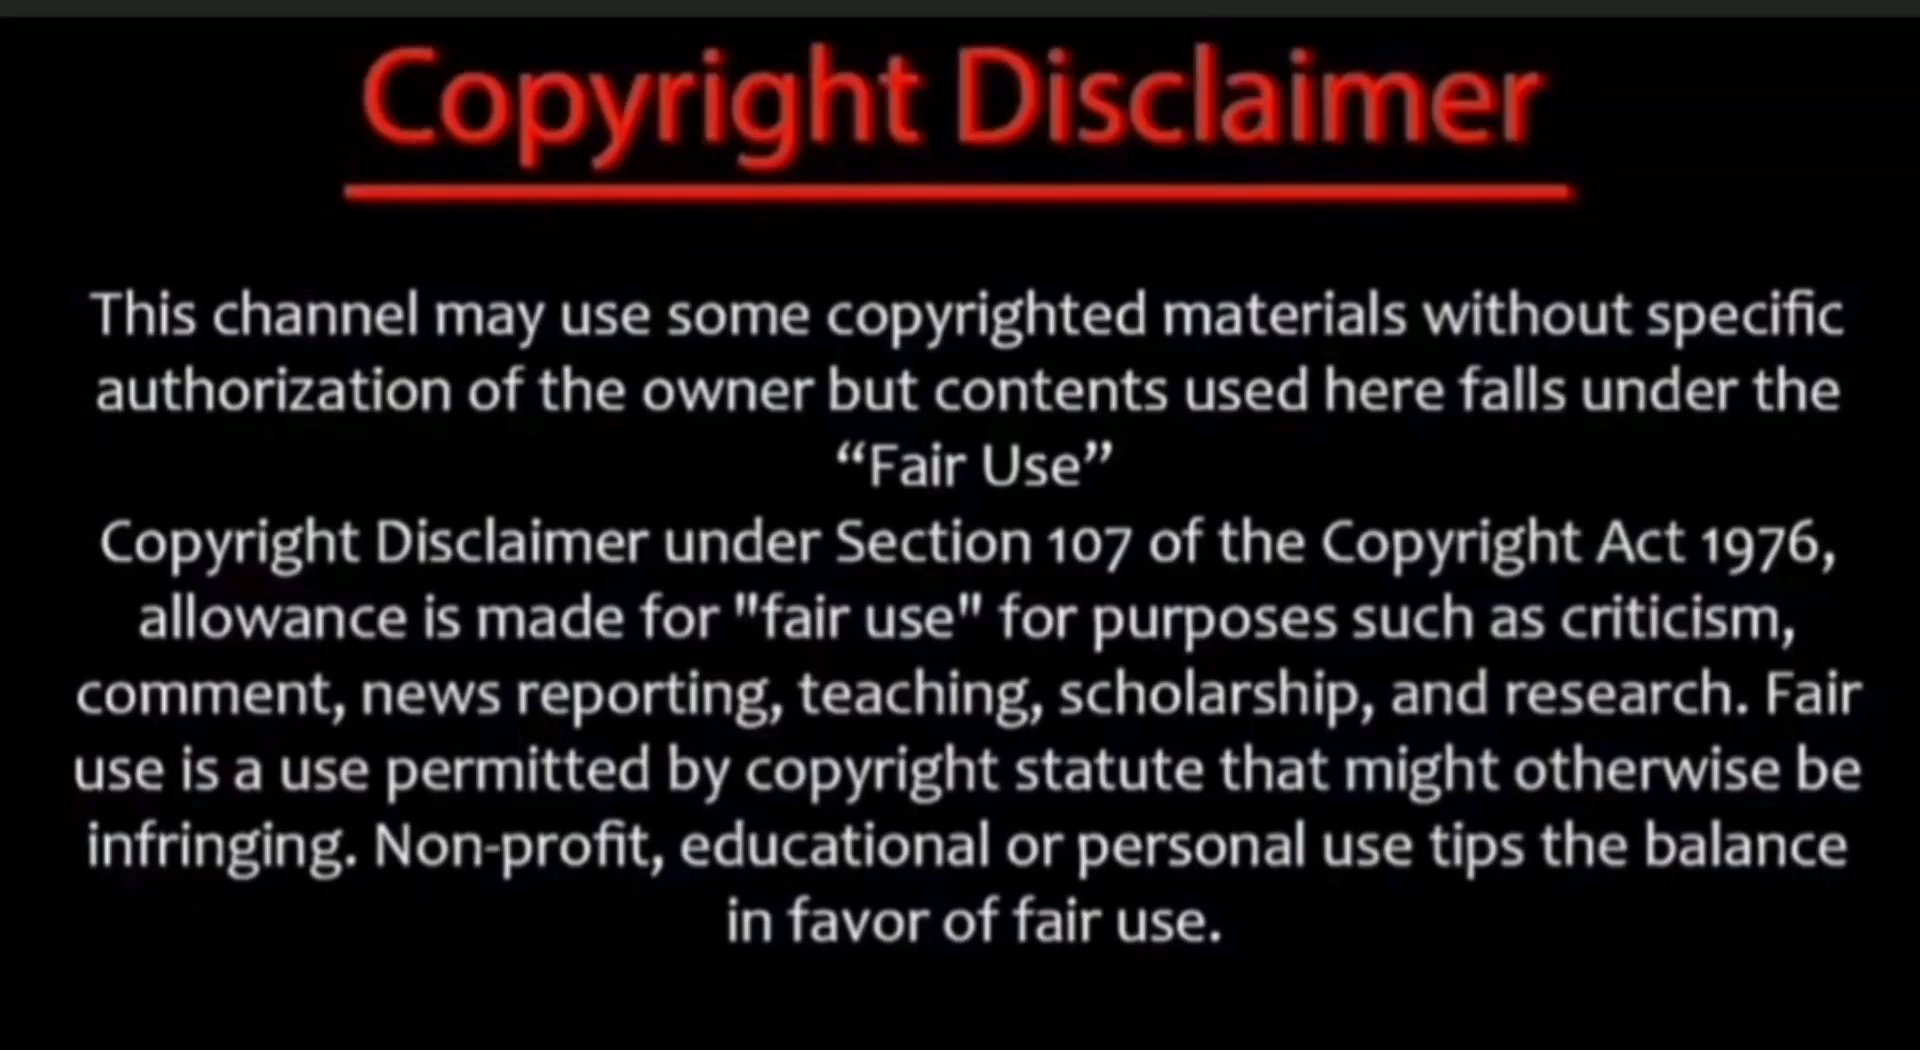 Copyright Disclaimer
This channel may use some copyrighted materials without specific
authorization of the owner but contents used here falls under the
“Fair Use”
Copyright Disclaimer under Section 107 of the Copyright Act 1976,
allowance is made for "fair use" for purposes such as criticism,
comment, news reporting, teaching, scholarship, and research. Fair
use is a use permitted by copyright statute that might otherwise be
infringing. Non-profit, educational or personal use tips the balance
in favor of fair use.